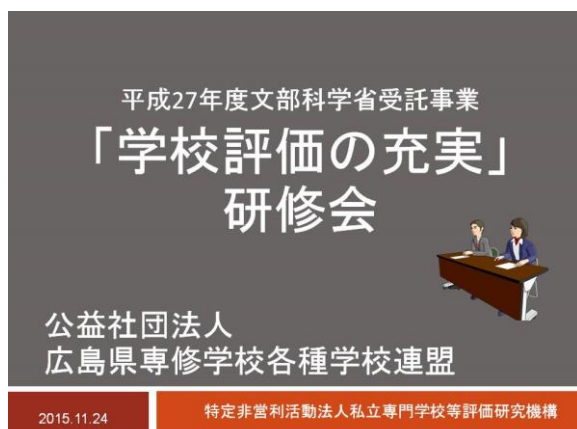 平成27年度文部科学省受託事業
「学校評価の充実」
研修会
公益社団法人
広島県専修学校各種学校連盟
2015.11.24
特定非営利活動法人私立専門学校等評価研究機構